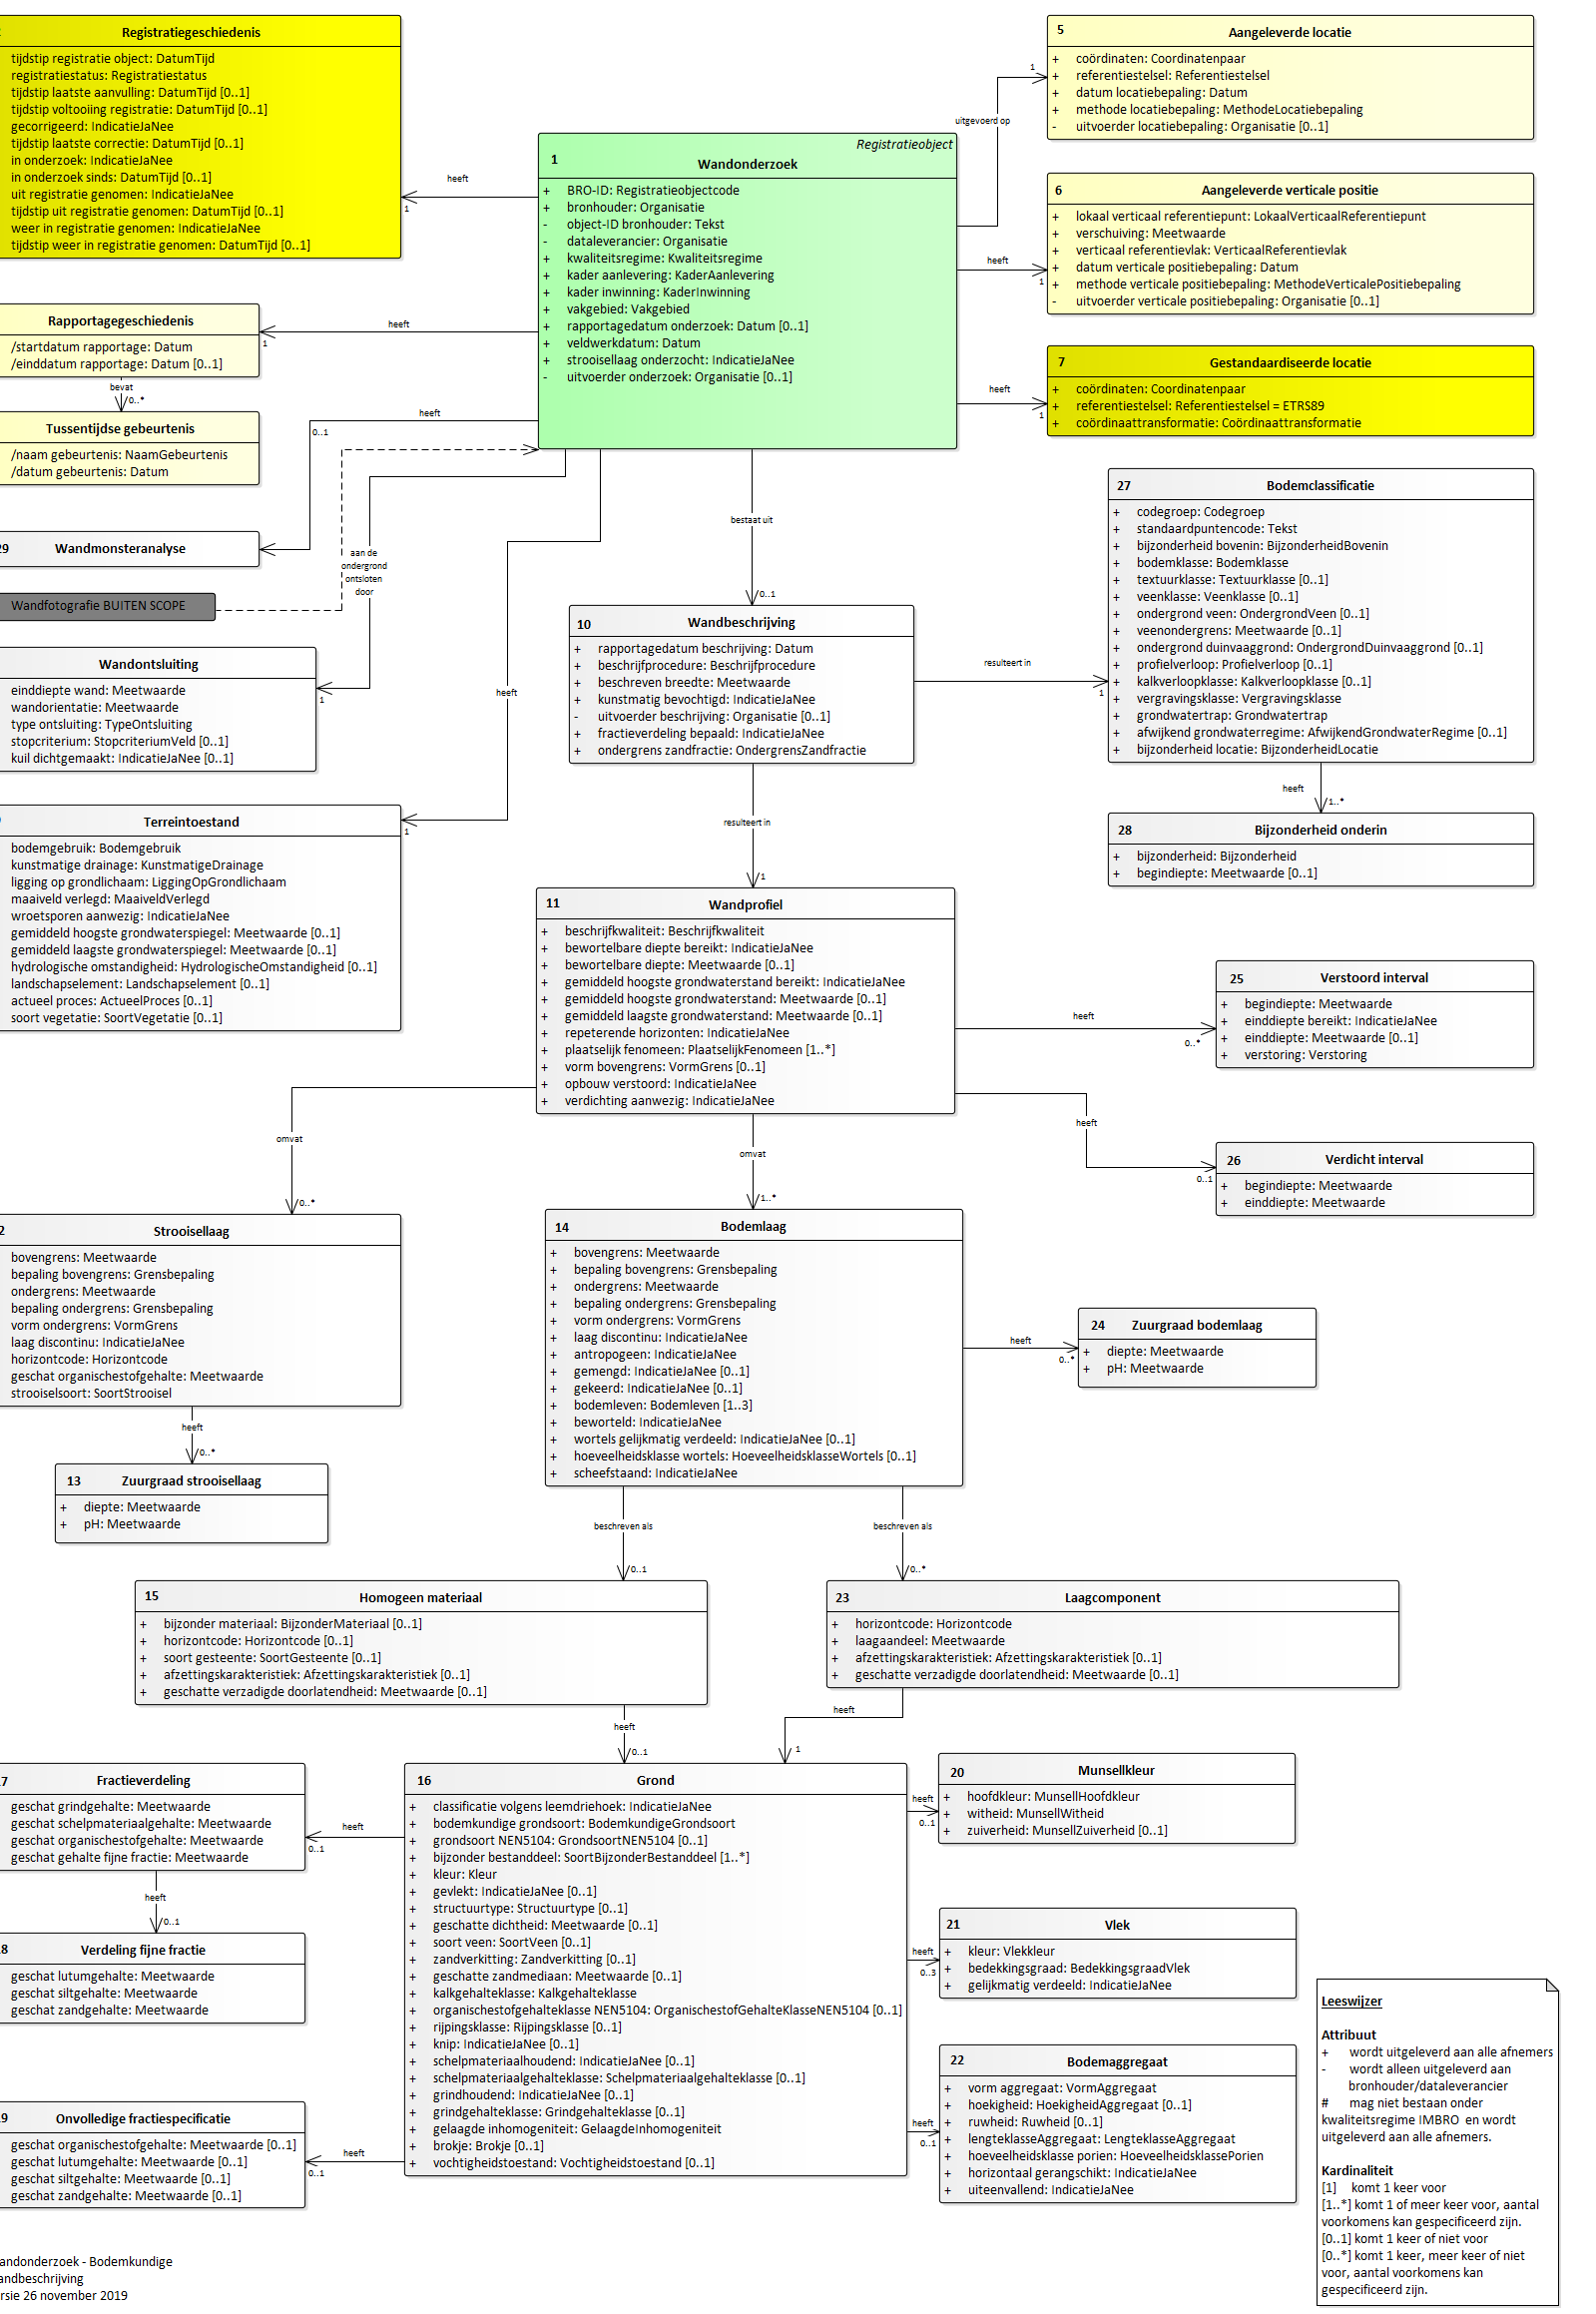 Registratiegeschiedenis
tijdstip registratie object: DatumTijd
registratiestatus: Registratiestatus
tijdstip laatste aanvulling: DatumTijd [0..1]
tijdstip voltooiing registratie: DatumTijd [0..1]
gecorrigeerd: IndicatieJaNee
tijdstip laatste correctie: DatumTijd [0..1]
in onderzoek: IndicatieJaNee
in onderzoek sinds: DatumTijd [0..1]
uit registratie genomen: IndicatieJaNee
tijdstip uit registratie genomen: DatumTijd [0..1]
weer in registratie genomen: IndicatieJaNee
tijdstip weer in registratie genomen: DatumTijd [0..1]
heeft
1
Registratieobject
1 Wandonderzoek
+ BRO-ID: Registratieobjectcode
+ bronhouder: Organisatie
- object-ID bronhouder: Tekst
- dataleverancier: Organisatie
+ kwaliteitsregime: Kwaliteitsregime
+ kader aanlevering: KaderAanlevering
+ kader inwinning: KaderInwinning
+ vakgebied: Vakgebied
+ rapportagedatum onderzoek: Datum [0..1]
+ veldwerkdatum: Datum
+ strooisellaag onderzocht: IndicatieJaNee
- uitvoerder onderzoek: Organisatie [0..1]
uitgevoerd op
1
5 Aangeleverde locatie
+ coördinaten: Coordinatenpaar
+ referentiestelsel: Referentiestelsel
+ datum locatiebepaling: Datum
+ methode locatiebepaling: MethodeLocatiebepaling
- uitvoerder locatiebepaling: Organisatie [0..1]
heeft
1
6 Aangeleverde verticale positie
+ lokaal verticaal referentiepunt: LokaalVerticaalReferentiepunt
+ verschuiving: Meetwaarde
+ verticaal referentievlak: VerticaalReferentievlak
+ datum verticale positiebepaling: Datum
+ methode verticale positiebepaling: MethodeVerticalePositiebepaling
- uitvoerder verticale positiebepaling: Organisatie [0..1]
heeft
1
7 Gestandaardiseerde locatie
+ coördinaten: Coordinatenpaar
+ referentiestelsel: Referentiestelsel = ETRS89
+ coördinaattransformatie: Coördinaattransformatie
heeft
1
Rapportagegeschiedenis
/startdatum rapportage: Datum
/einddatum rapportage: Datum [0..1]
bevat
0..*
Tussentijdse gebeurtenis
/naam gebeurtenis: NaamGebeurtenis
/datum gebeurtenis: Datum
heeft
0..1
29 Wandmonsteranalyse
Wandfotografie BUITEN SCOPE
aan de
ondergrond
ontsloten
door
1
Wandontsluiting
einddiepte wand: Meetwaarde
wandorientatie: Meetwaarde
type ontsluiting: TypeOntsluiting
stopcriterium: StopcriteriumVeld [0..1]
kuil dichtgemaakt: IndicatieJaNee [0..1]
heeft
1
Terreintoestand
bodemgebruik: Bodemgebruik
kunstmatige drainage: KunstmatigeDrainage
ligging op grondlichaam: LiggingOpGrondlichaam
maaiveld verlegd: MaaiveldVerlegd
wroetsporen aanwezig: IndicatieJaNee
gemiddeld hoogste grondwaterspiegel: Meetwaarde [0..1]
gemiddeld laagste grondwaterspiegel: Meetwaarde [0..1]
hydrologische omstandigheid: HydrologischeOmstandigheid [0..1]
landschapselement: Landschapselement [0..1]
actueel proces: ActueelProces [0..1]
soort vegetatie: SoortVegetatie [0..1]
bestaat uit
0..1
10 Wandbeschrijving
+ rapportagedatum beschrijving: Datum
+ beschrijfprocedure: Beschrijfprocedure
+ beschreven breedte: Meetwaarde
+ kunstmatig bevochtigd: IndicatieJaNee
- uitvoerder beschrijving: Organisatie [0..1]
+ fractieverdeling bepaald: IndicatieJaNee
+ ondergrens zandfractie: OndergrensZandfractie
resulteert in
1
27 Bodemclassificatie
+ codegroep: Codegroep
+ standaardpuntencode: Tekst
+ bijzonderheid bovenin: BijzonderheidBovenin
+ bodemklasse: Bodemklasse
+ textuurklasse: Textuurklasse [0..1]
+ veenklasse: Veenklasse [0..1]
+ ondergrond veen: OndergrondVeen [0..1]
+ veenondergrens: Meetwaarde [0..1]
+ ondergrond duinvaaggrond: OndergrondDuinvaaggrond [0..1]
+ profielverloop: Profielverloop [0..1]
+ kalkverloopklasse: Kalkverloopklasse [0..1]
+ vergravingsklasse: Vergravingsklasse
+ grondwatertrap: Grondwatertrap
+ afwijkend grondwaterregime: AfwijkendGrondwaterRegime [0..1]
+ bijzonderheid locatie: BijzonderheidLocatie
heeft
1..*
28 Bijzonderheid onderin
+ bijzonderheid: Bijzonderheid
+ begindiepte: Meetwaarde [0..1]
resulteert in
1
11 Wandprofiel
+ beschrijfkwaliteit: Beschrijfkwaliteit
+ bewortelbare diepte bereikt: IndicatieJaNee
+ bewortelbare diepte: Meetwaarde [0..1]
+ gemiddeld hoogste grondwaterstand bereikt: IndicatieJaNee
+ gemiddeld hoogste grondwaterstand: Meetwaarde [0..1]
+ gemiddeld laagste grondwaterstand: Meetwaarde [0..1]
+ repeterende horizonten: IndicatieJaNee
+ plaatselijk fenomeen: PlaatselijkFenomeen [1..*]
+ vorm bovengrens: VormGrens [0..1]
+ opbouw verstoord: IndicatieJaNee
+ verdichting aanwezig: IndicatieJaNee
heeft
0..*
25 Verstoord interval
+ begindiepte: Meetwaarde
+ einddiepte bereikt: IndicatieJaNee
+ einddiepte: Meetwaarde [0..1]
+ verstoring: Verstoring
heeft
0..1
26 Verdicht interval
+ begindiepte: Meetwaarde
+ einddiepte: Meetwaarde
omvat
0..*
2 Strooisellaag
bovengrens: Meetwaarde
bepaling bovengrens: Grensbepaling
ondergrens: Meetwaarde
bepaling ondergrens: Grensbepaling
vorm ondergrens: VormGrens
laag discontinu: IndicatieJaNee
horizontcode: Horizontcode
geschat organischestofgehalte: Meetwaarde
strooiselsoort: SoortStrooisel
heeft
0..*
13 Zuurgraad strooisellaag
+ diepte: Meetwaarde
+ pH: Meetwaarde
omvat
1..*
14 Bodemlaag
+ bovengrens: Meetwaarde
+ bepaling bovengrens: Grensbepaling
+ ondergrens: Meetwaarde
+ bepaling ondergrens: Grensbepaling
+ vorm ondergrens: VormGrens
+ laag discontinu: IndicatieJaNee
+ antropogeen: IndicatieJaNee
+ gemengd: IndicatieJaNee [0..1]
+ gekeerd: IndicatieJaNee [0..1]
+ bodemleven: Bodemleven [1..3]
+ beworteld: IndicatieJaNee
+ wortels gelijkmatig verdeeld: IndicatieJaNee [0..1]
+ hoeveelheidsklasse wortels: HoeveelheidsklasseWortels [0..1]
+ scheefstaand: IndicatieJaNee
heeft
0..*
24 Zuurgraad bodemlaag
+ diepte: Meetwaarde
+ pH: Meetwaarde
beschreven als
0..1
15 Homogeen materiaal
+ bijzonder materiaal: BijzonderMateriaal [0..1]
+ horizontcode: Horizontcode [0..1]
+ soort gesteente: SoortGesteente [0..1]
+ afzettingskarakteristiek: Afzettingskarakteristiek [0..1]
+ geschatte verzadigde doorlatendheid: Meetwaarde [0..1]
beschreven als
0..*
23 Laagcomponent
+ horizontcode: Horizontcode
+ laagaandeel: Meetwaarde
+ afzettingskarakteristiek: Afzettingskarakteristiek [0..1]
+ geschatte verzadigde doorlatendheid: Meetwaarde [0..1]
heeft
0..1
heeft
1
16 Grond
+ classificatie volgens leemdriehoek: IndicatieJaNee
+ bodemkundige grondsoort: BodemkundigeGrondsoort
+ grondsoort NEN5104: GrondsoortNEN5104 [0..1]
+ bijzonder bestanddeel: SoortBijzonderBestanddeel [1..*]
+ kleur: Kleur
+ gevlekt: IndicatieJaNee [0..1]
+ structuurtype: Structuurtype [0..1]
+ geschatte dichtheid: Meetwaarde [0..1]
+ soort veen: SoortVeen [0..1]
+ zandverkitting: Zandverkitting [0..1]
+ geschatte zandmediaan: Meetwaarde [0..1]
+ kalkgehalteklasse: Kalkgehalteklasse
+ organischestofgehalteklasse NEN5104: OrganischestofGehalteKlasseNEN5104 [0..1]
+ rijpingsklasse: Rijpingsklasse [0..1]
+ knip: IndicatieJaNee [0..1]
+ schelpmateriaalhoudend: IndicatieJaNee [0..1]
+ schelpmateriaalgehalteklasse: Schelpmateriaalgehalteklasse [0..1]
+ grindhoudend: IndicatieJaNee [0..1]
+ grindgehalteklasse: Grindgehalteklasse [0..1]
+ gelaagde inhomogeniteit: GelaagdeInhomogeniteit
+ brokje: Brokje [0..1]
+ vochtigheidstoestand: Vochtigheidstoestand [0..1]
heeft
0..1
7 Fractieverdeling
geschat grindgehalte: Meetwaarde
geschat schelpmateriaalgehalte: Meetwaarde
geschat organischestofgehalte: Meetwaarde
geschat gehalte fijne fractie: Meetwaarde
heeft
0..1
8 Verdeling fijne fractie
geschat lutumgehalte: Meetwaarde
geschat siltgehalte: Meetwaarde
geschat zandgehalte: Meetwaarde
heeft
0..1
9 Onvolledige fractiespecificatie
geschat organischestofgehalte: Meetwaarde [0..1]
geschat lutumgehalte: Meetwaarde [0..1]
geschat siltgehalte: Meetwaarde [0..1]
geschat zandgehalte: Meetwaarde [0..1]
heeft
0..1
20 Munsellkleur
+ hoofdkleur: MunsellHoofdkleur
+ witheid: MunsellWitheid
+ zuiverheid: MunsellZuiverheid [0..1]
heeft
0..3
21 Vlek
+ kleur: Vlekkleur
+ bedekkingsgraad: BedekkingsgraadVlek
+ gelijkmatig verdeeld: IndicatieJaNee
heeft
0..1
22 Bodemaggregaat
+ vorm aggregaat: VormAggregaat
+ hoekigheid: HoekigheidAggregaat [0..1]
+ ruwheid: Ruwheid [0..1]
+ lengteklasseAggregaat: LengteklasseAggregaat
+ hoeveelheidsklasse porien: HoeveelheidsklassePorien
+ horizontaal gerangschikt: IndicatieJaNee
+ uiteenvallend: IndicatieJaNee
Leeswijzer
Attribuut
+ wordt uitgeleverd aan alle afnemers
- wordt alleen uitgeleverd aan
bronhouder/dataleverancier
# mag niet bestaan onder
kwaliteitsregime IMBRO en wordt
uitgeleverd aan alle afnemers.
Kardinaliteit
[1] komt 1 keer voor
[1..*] komt 1 of meer keer voor, aantal
voorkomens kan gespecificeerd zijn.
[0..1] komt 1 keer of niet voor
[0..*] komt 1 keer, meer keer of niet
voor, aantal voorkomens kan
gespecificeerd zijn.
andonderzoek - Bodemkundige
andbeschrijving
rsie 26 november 2019